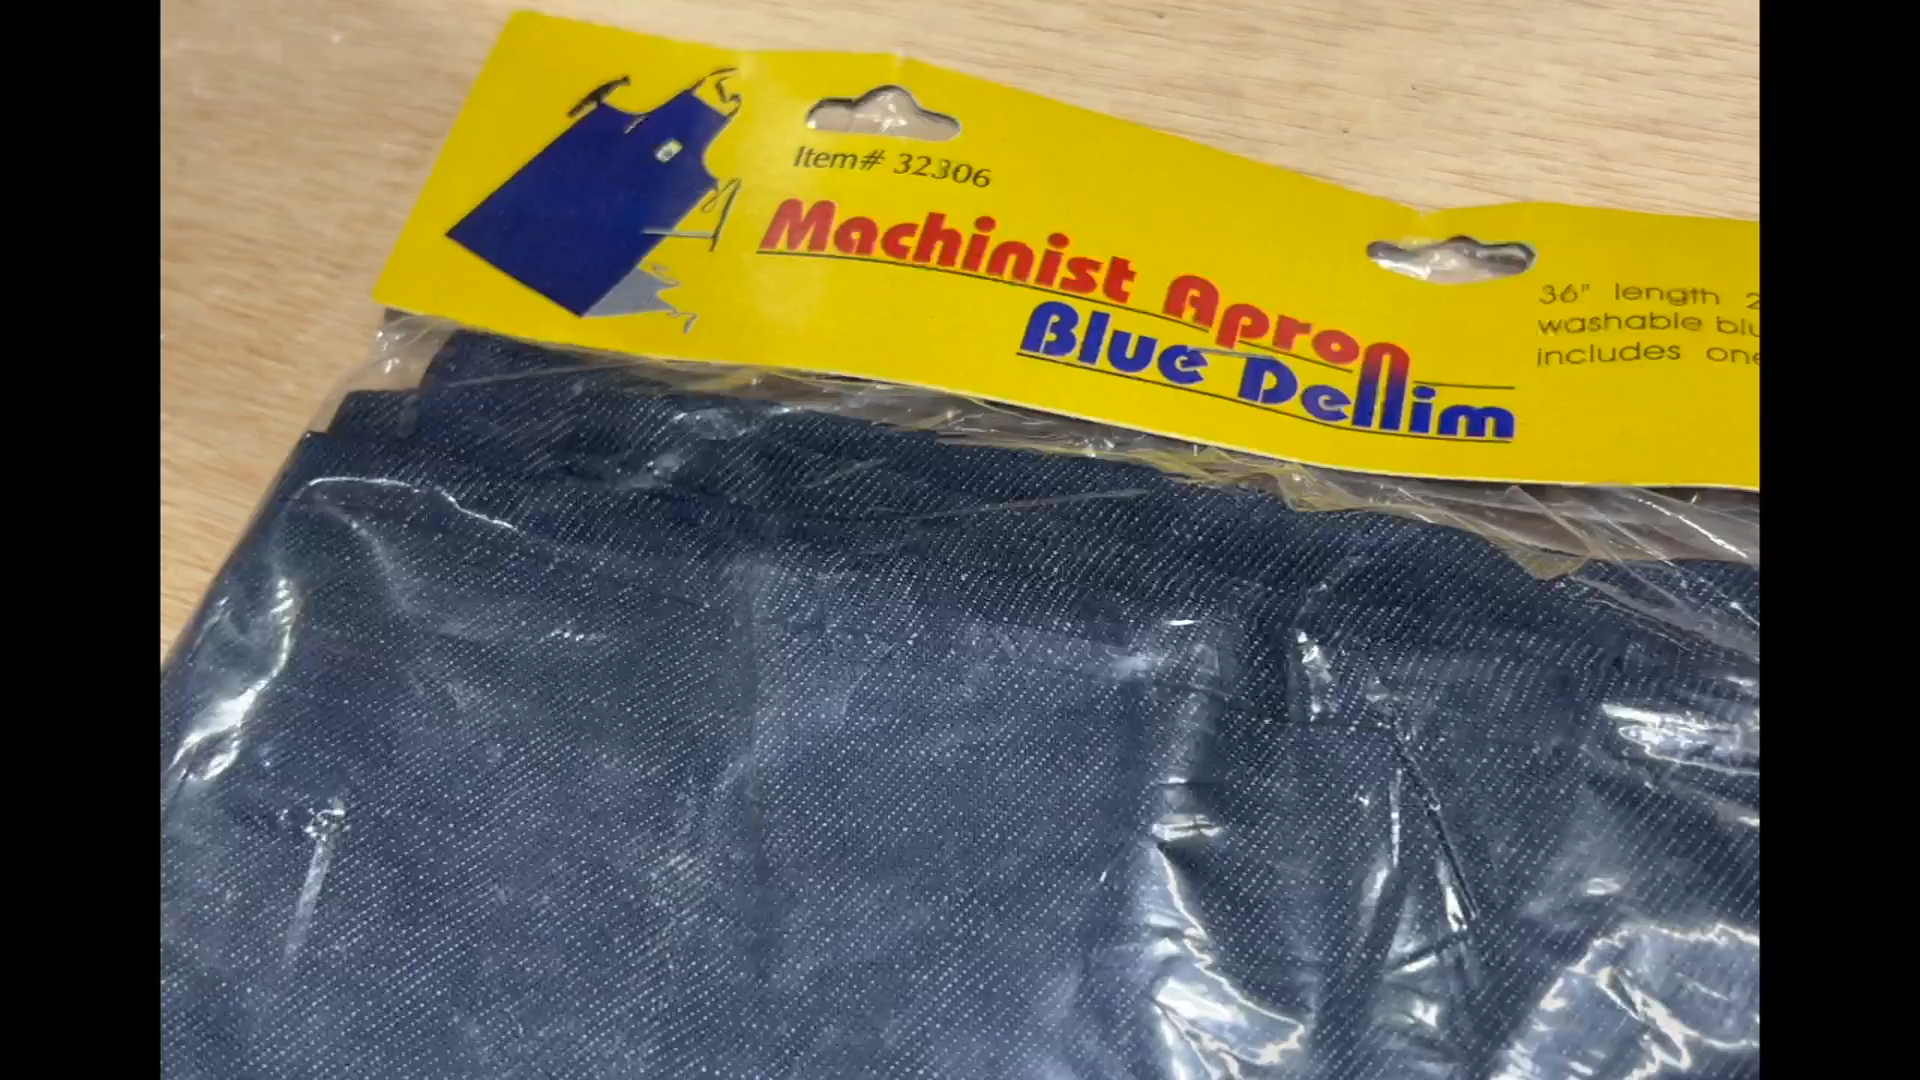 Item# 32306
Machinist Apron
Blue Denim
36" length
washable
includes